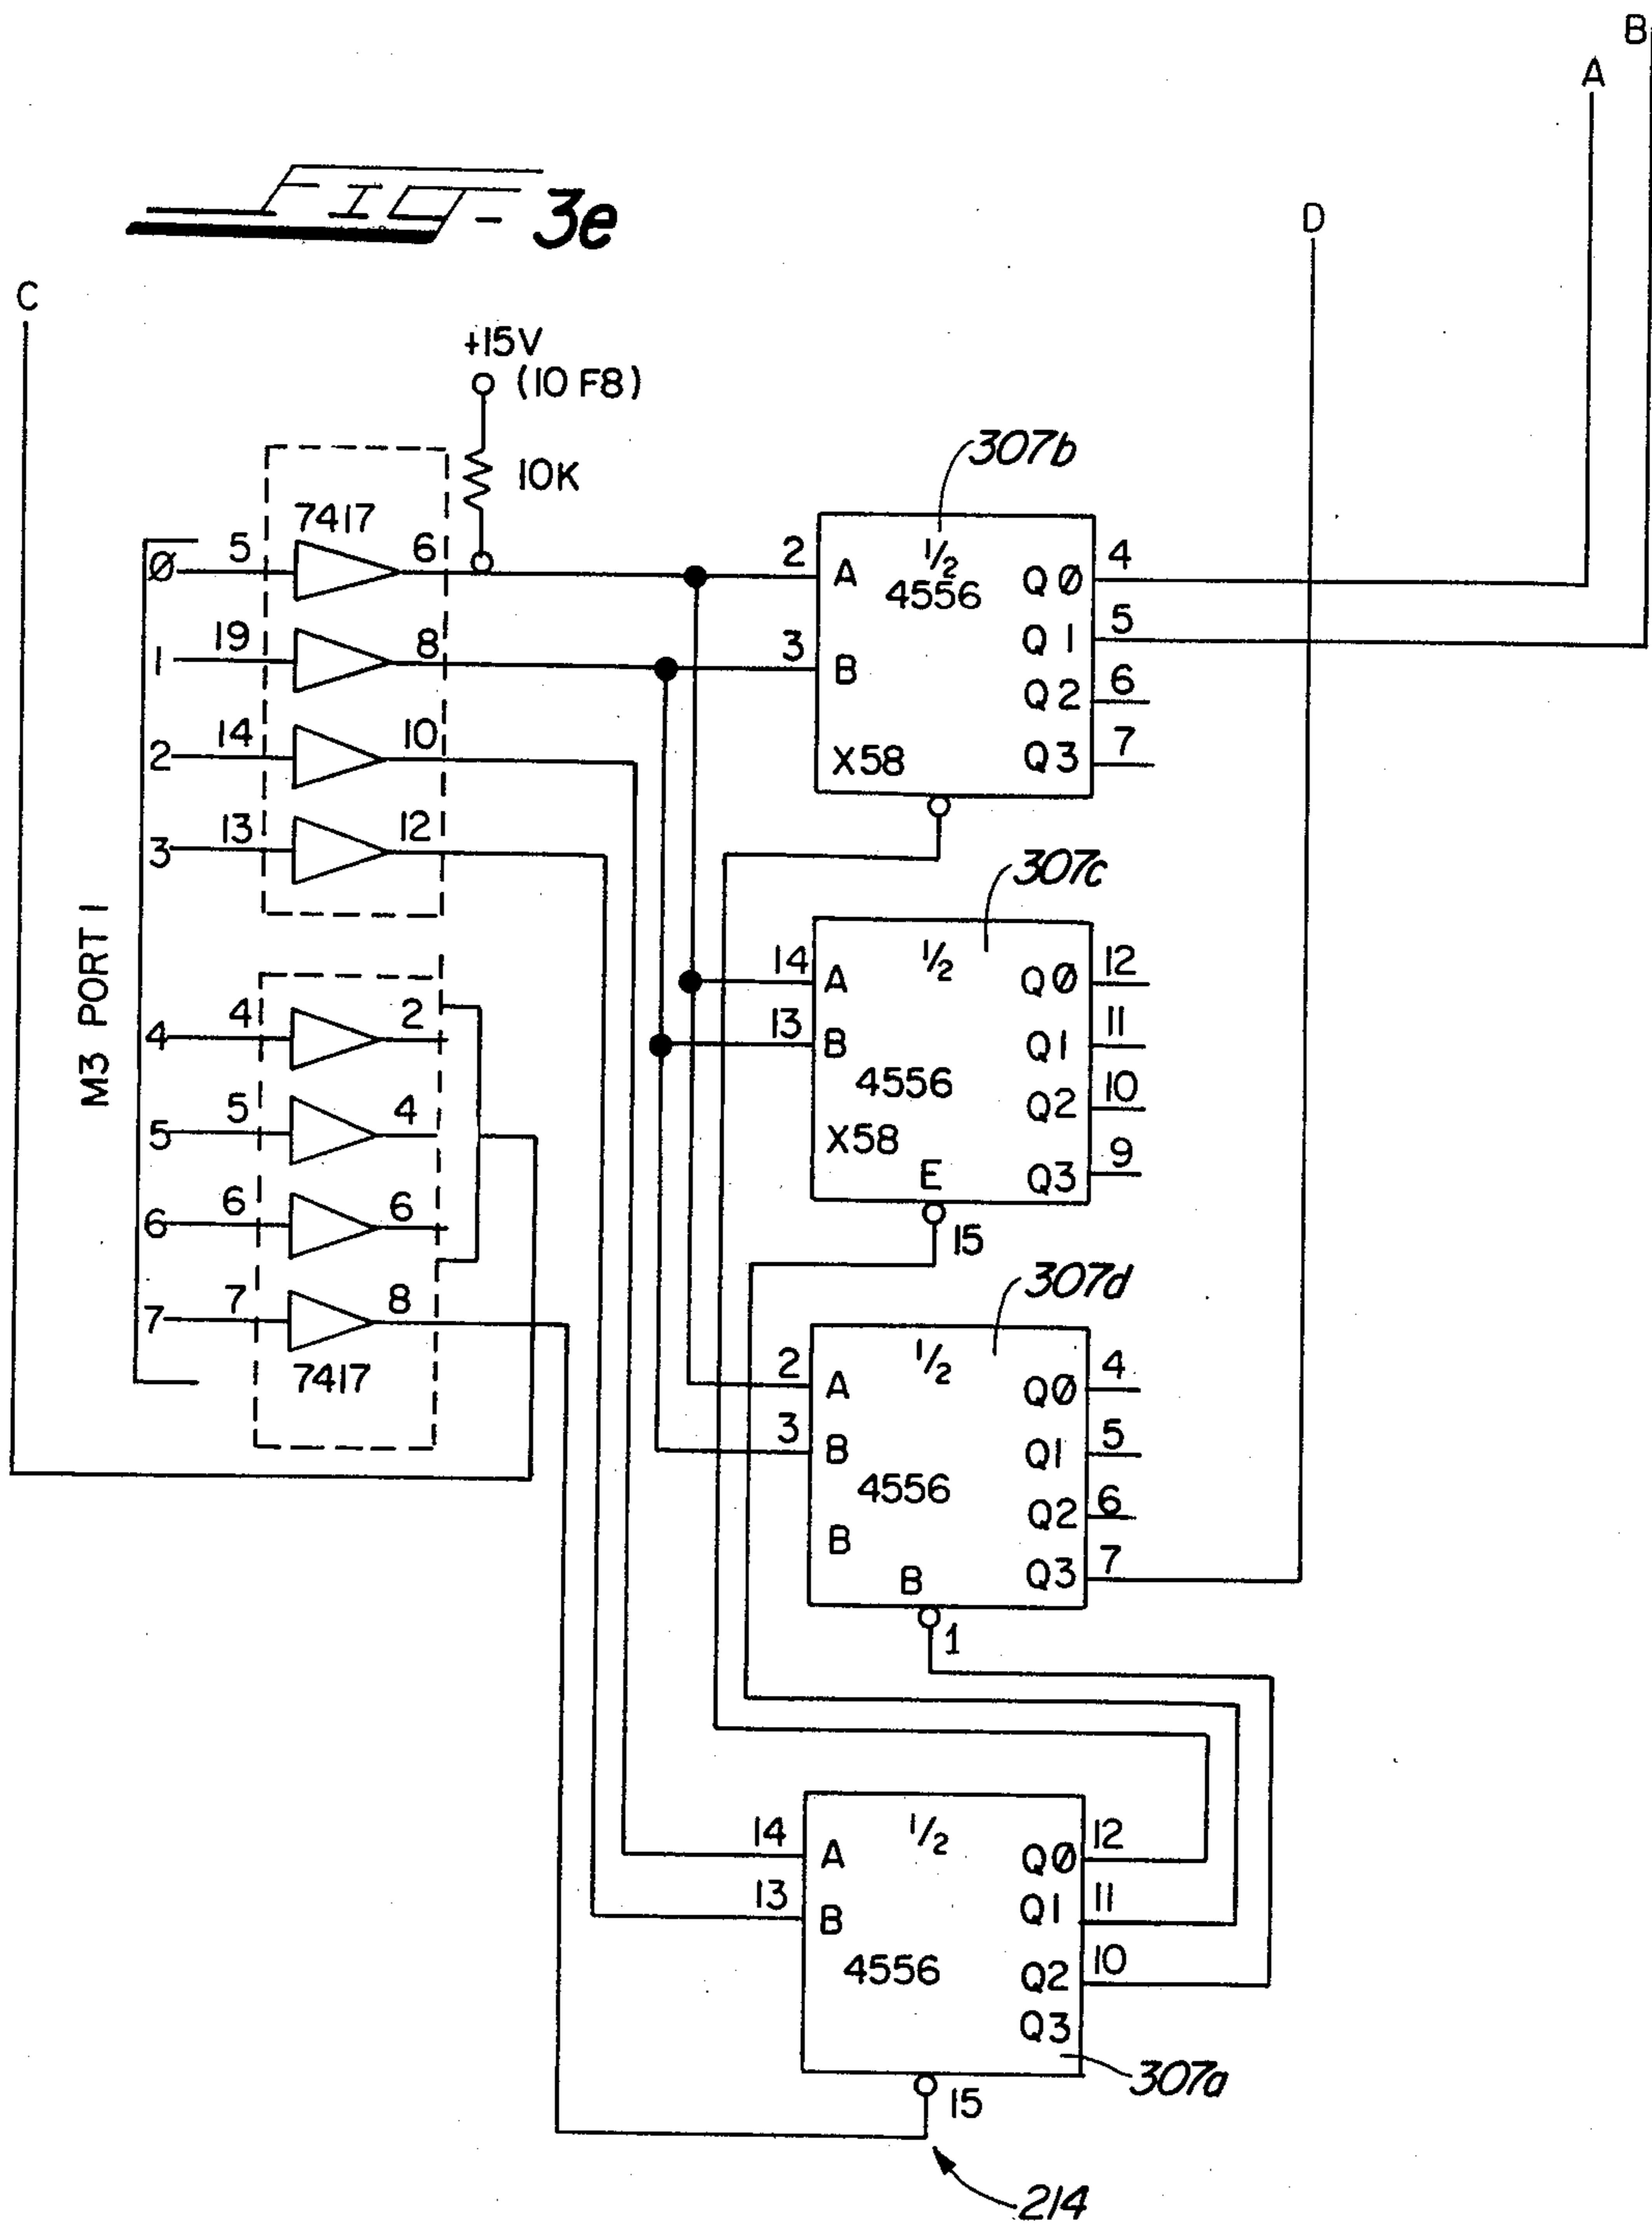 B
A
FIG-3e
D
C
+15V
(10 F8)
10K
307b
7417
Ø 5 6
1 19 8
2 14 10
3 13 12
2 A ½ 4556 QØ 4
3 B Q1 5
Q2 6
X58 Q3 7
307c
M3 PORT 1
4 4 2
5 5 4
6 6 6
7 7 8
7417
14 A ½ QØ 12
13 B Q1 11
4556 Q2 10
X58 E Q3 9
15
307d
2 A ½ QØ 4
3 B Q1 5
4556 Q2 6
B B Q3 7
1
14 A ½ QØ 12
13 B Q1 11
4556 Q2 10
Q3
307a
15
214